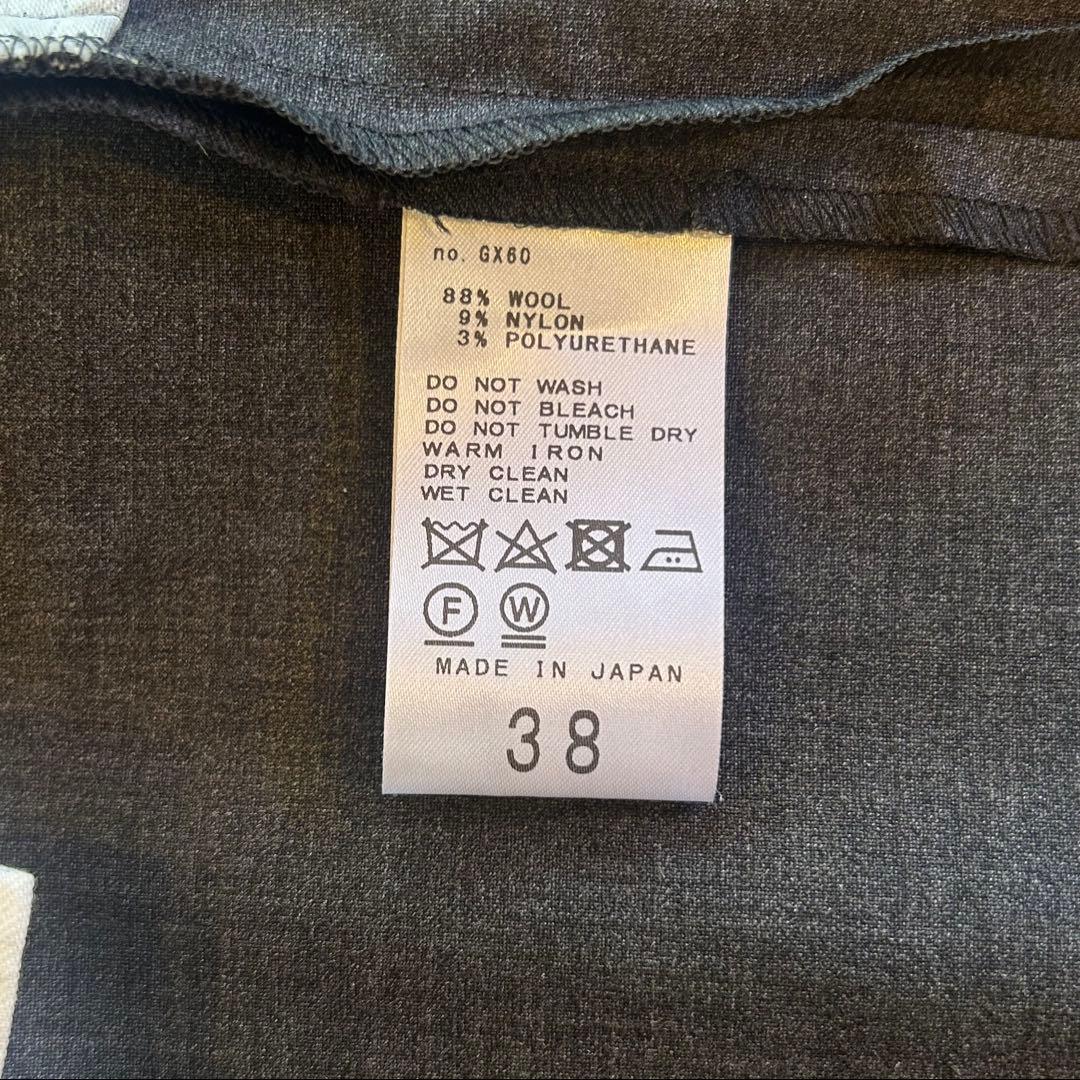 no. GX60
88% WOOL
9% NYLON
3% POLYURETHANE
DO NOT WASH
DO NOT BLEACH
DO NOT TUMBLE DRY
WARM IRON
DRY CLEAN
WET CLEAN
F W
MADE IN JAPAN
38